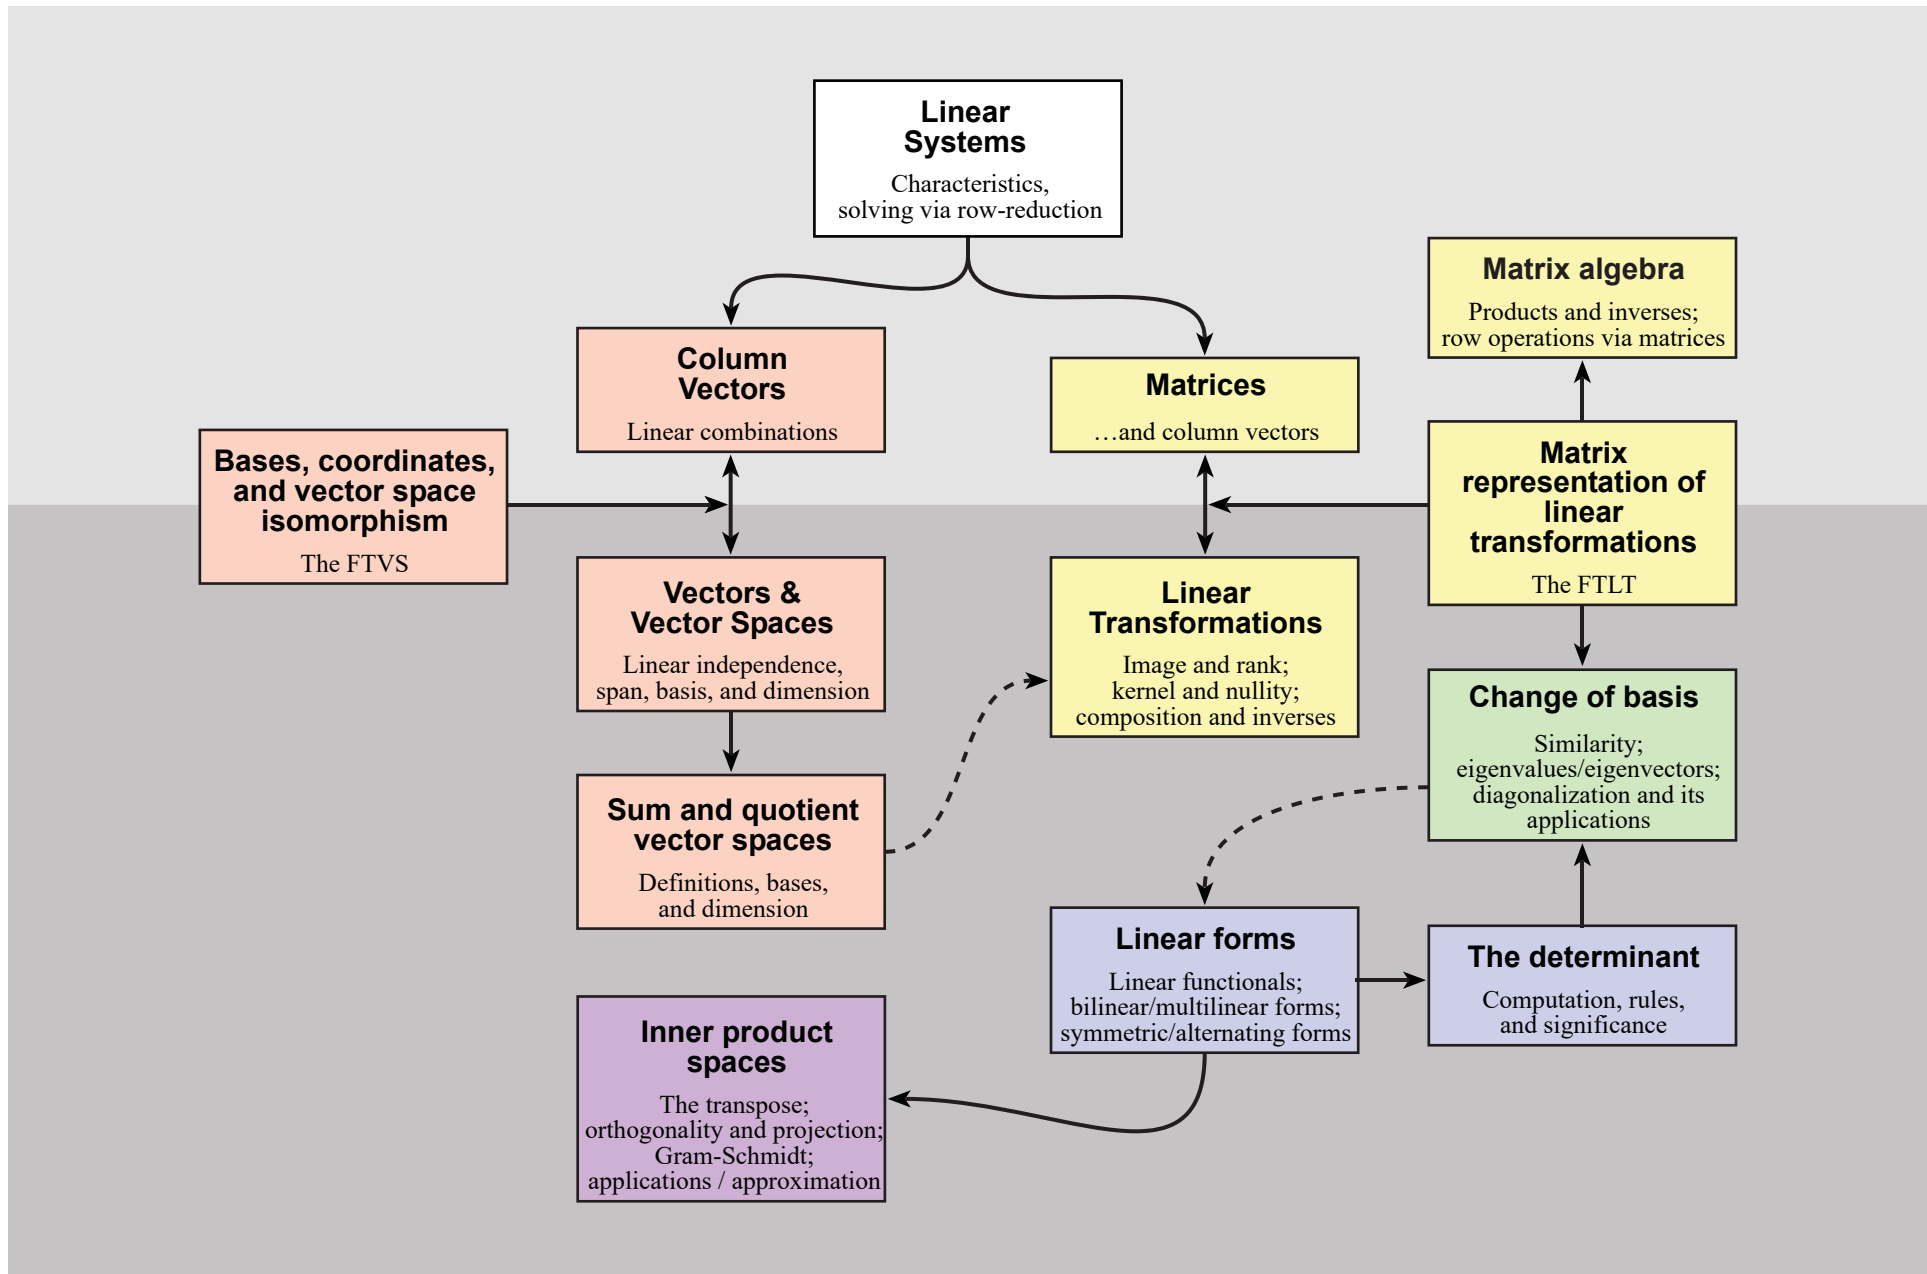 Linear
Systems
Characteristics,
solving via row-reduction
Matrix algebra
Products and inverses;
row operations via matrices
Column
Vectors
Linear combinations
Matrices
…and column vectors
Bases, coordinates,
and vector space
isomorphism
The FTVS
Matrix
representation of
linear
transformations
The FTLT
Vectors &
Vector Spaces
Linear independence,
span, basis, and dimension
Linear
Transformations
Image and rank;
kernel and nullity;
composition and inverses
Change of basis
Similarity;
eigenvalues/eigenvectors;
diagonalization and its
applications
Sum and quotient
vector spaces
Definitions, bases,
and dimension
Linear forms
Linear functionals;
bilinear/multilinear forms;
symmetric/alternating forms
The determinant
Computation, rules,
and significance
Inner product
spaces
The transpose;
orthogonality and projection;
Gram-Schmidt;
applications / approximation